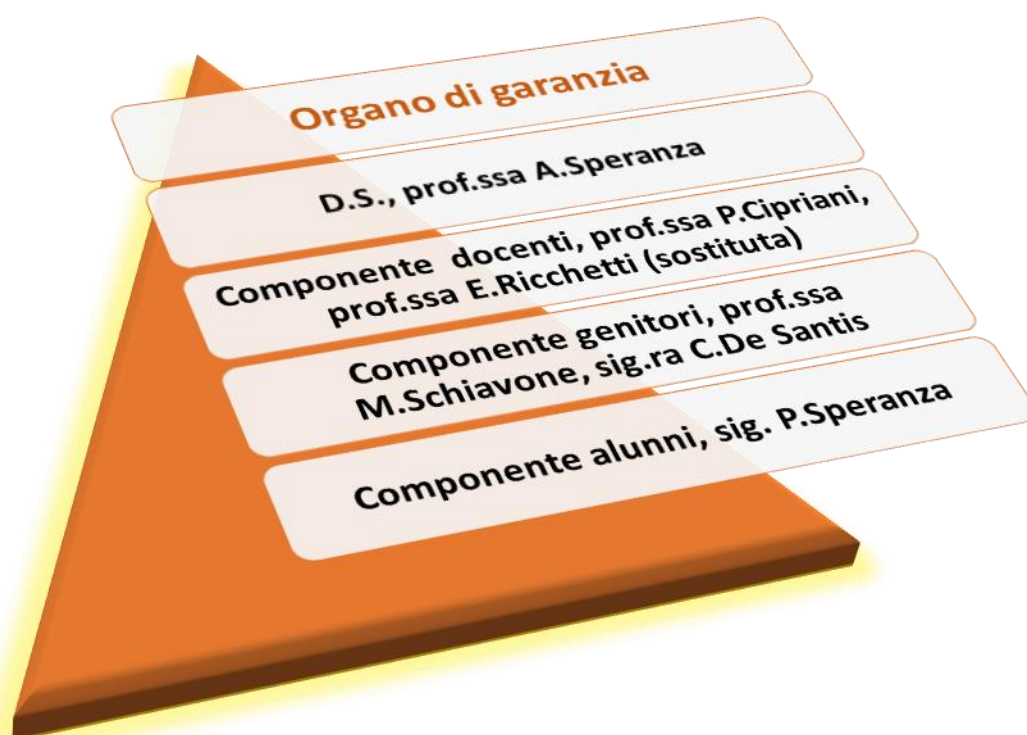 Organo di garanzia
D.S., prof.ssa A.Speranza
Componente docenti, prof.ssa P.Cipriani,
prof.ssa E.Ricchetti (sostituta)
Componente genitori, prof.ssa
M.Schiavone, sig.ra C.De Santis
Componente alunni, sig. P.Speranza